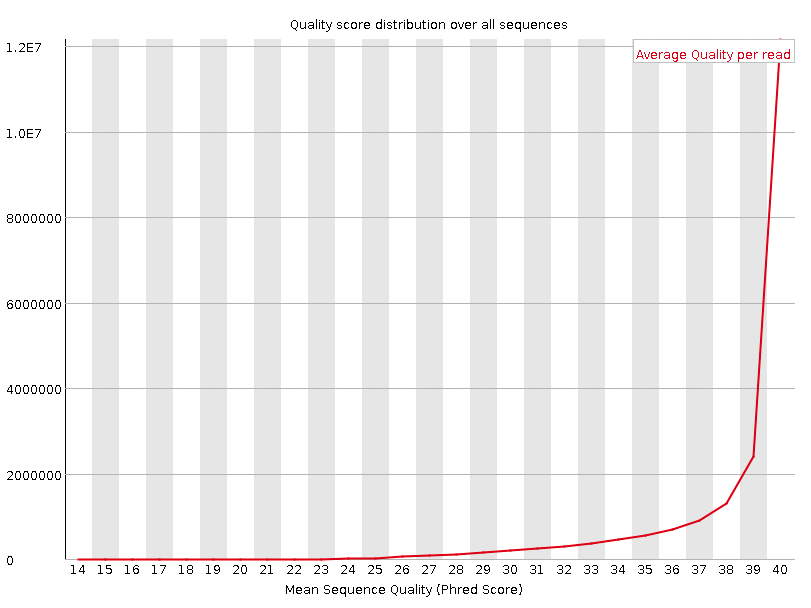 Quality score distribution over all sequences
Average Quality per read
1.2E7
1.0E7
8000000
6000000
4000000
2000000
0
14 15 16 17 18 19 20 21 22 23 24 25 26 27 28 29 30 31 32 33 34 35 36 37 38 39 40
Mean Sequence Quality (Phred Score)